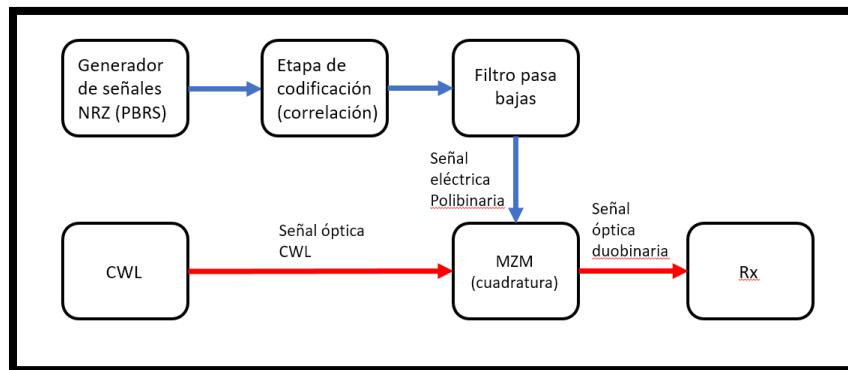 Generador
de señales
NRZ (PBRS)
Etapa de
codificación
(correlación)
Filtro pasa
bajas
Señal
eléctrica
Polibinaria
CWL
Señal óptica
CWL
MZM
(cuadratura)
Señal
óptica
duobinaria
Rx